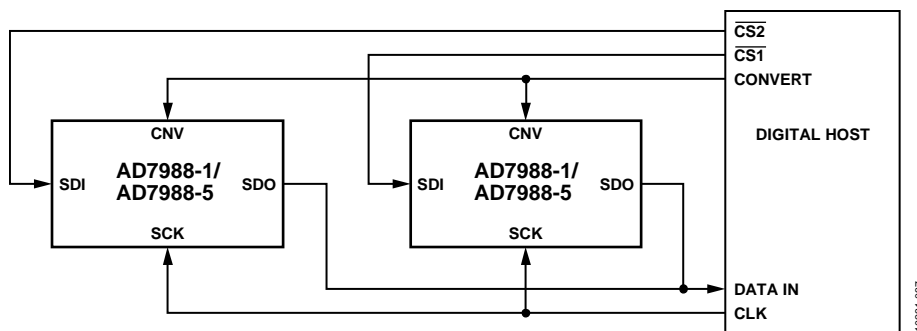 CS2
CS1
CONVERT
DIGITAL HOST
CNV
AD7988-1/
AD7988-5
SDI
SDO
SCK
CNV
AD7988-1/
AD7988-5
SDI
SDO
SCK
DATA IN
CLK